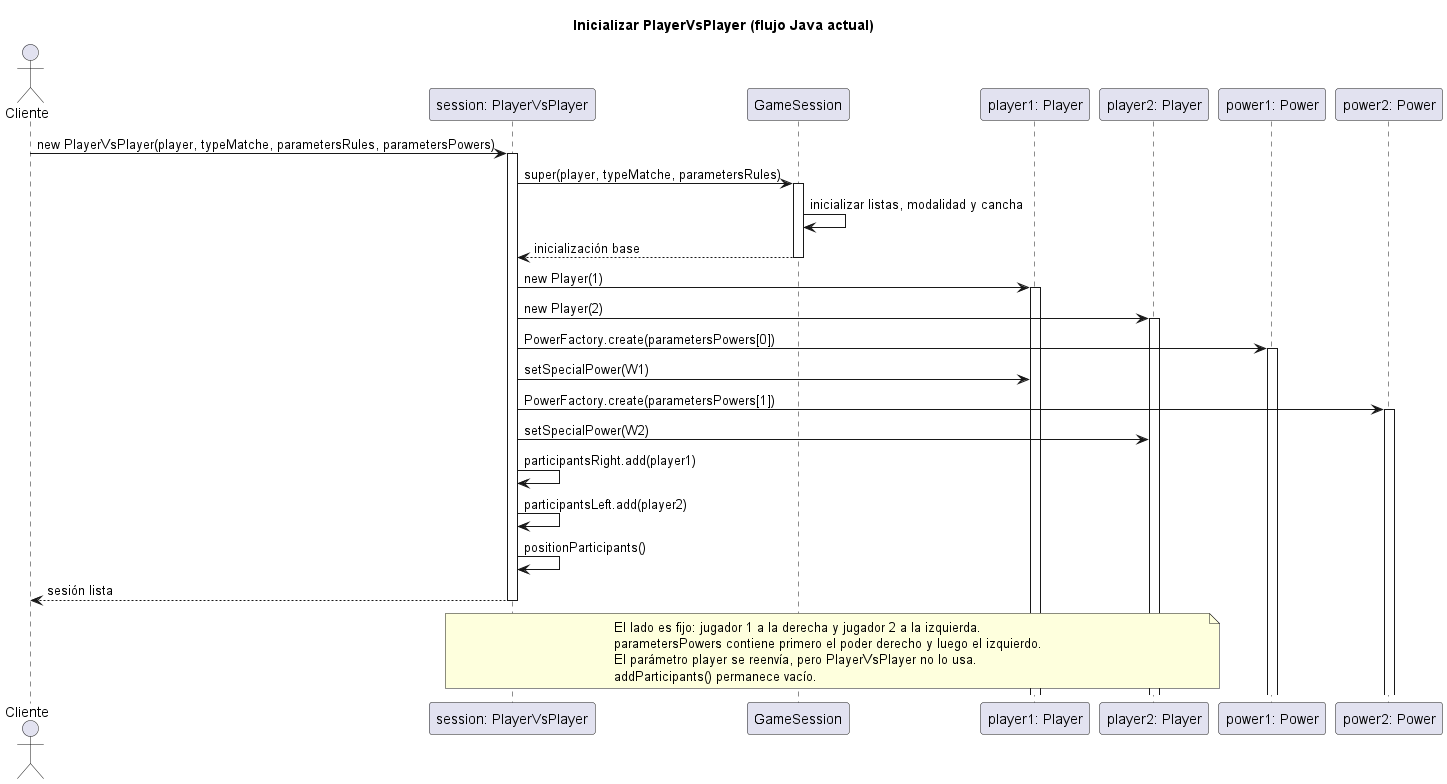 Inicializar PlayerVsPlayer (flujo Java actual)
Cliente
session: PlayerVsPlayer
GameSession
player1: Player
player2: Player
power1: Power
power2: Power
new PlayerVsPlayer(player, typeMatche, parametersRules, parametersPowers)
super(player, typeMatche, parametersRules)
inicializar listas, modalidad y cancha
inicialización base
new Player(1)
new Player(2)
PowerFactory.create(parametersPowers[0])
setSpecialPower(W1)
PowerFactory.create(parametersPowers[1])
setSpecialPower(W2)
participantsRight.add(player1)
participantsLeft.add(player2)
positionParticipants()
sesión lista
El lado es fijo: jugador 1 a la derecha y jugador 2 a la izquierda.
parametersPowers contiene primero el poder derecho y luego el izquierdo.
El parámetro player se reenvía, pero PlayerVsPlayer no lo usa.
addParticipants() permanece vacío.
Cliente
session: PlayerVsPlayer
GameSession
player1: Player
player2: Player
power1: Power
power2: Power